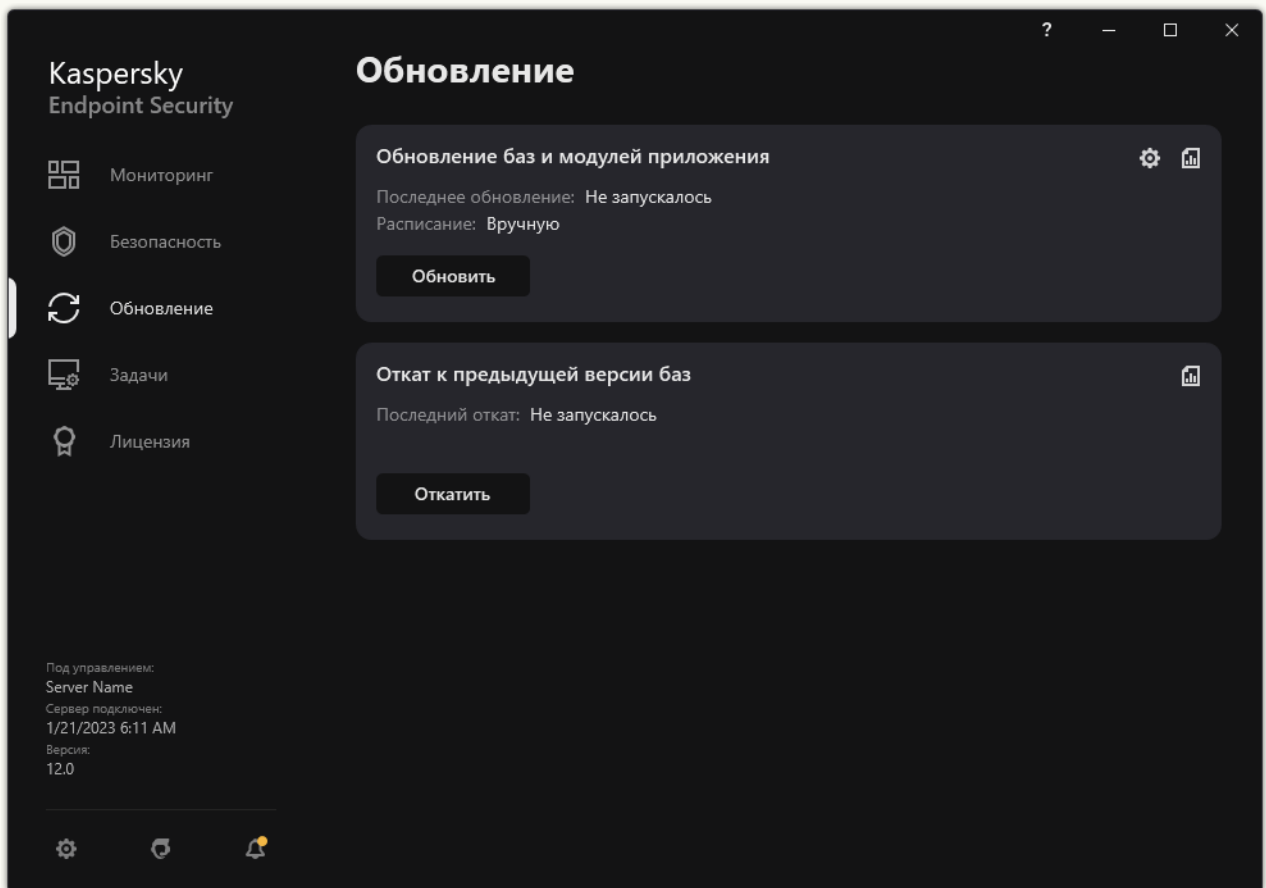 ?
Kaspersky
Endpoint Security
Мониторинг
Безопасность
Обновление
Задачи
Лицензия
Под управлением:
Server Name
Сервер подключен:
1/21/2023 6:11 AM
Версия:
12.0
Обновление
Обновление баз и модулей приложения
Последнее обновление: Не запускалось
Расписание: Вручную
Обновить
Откат к предыдущей версии баз
Последний откат: Не запускалось
Откатить